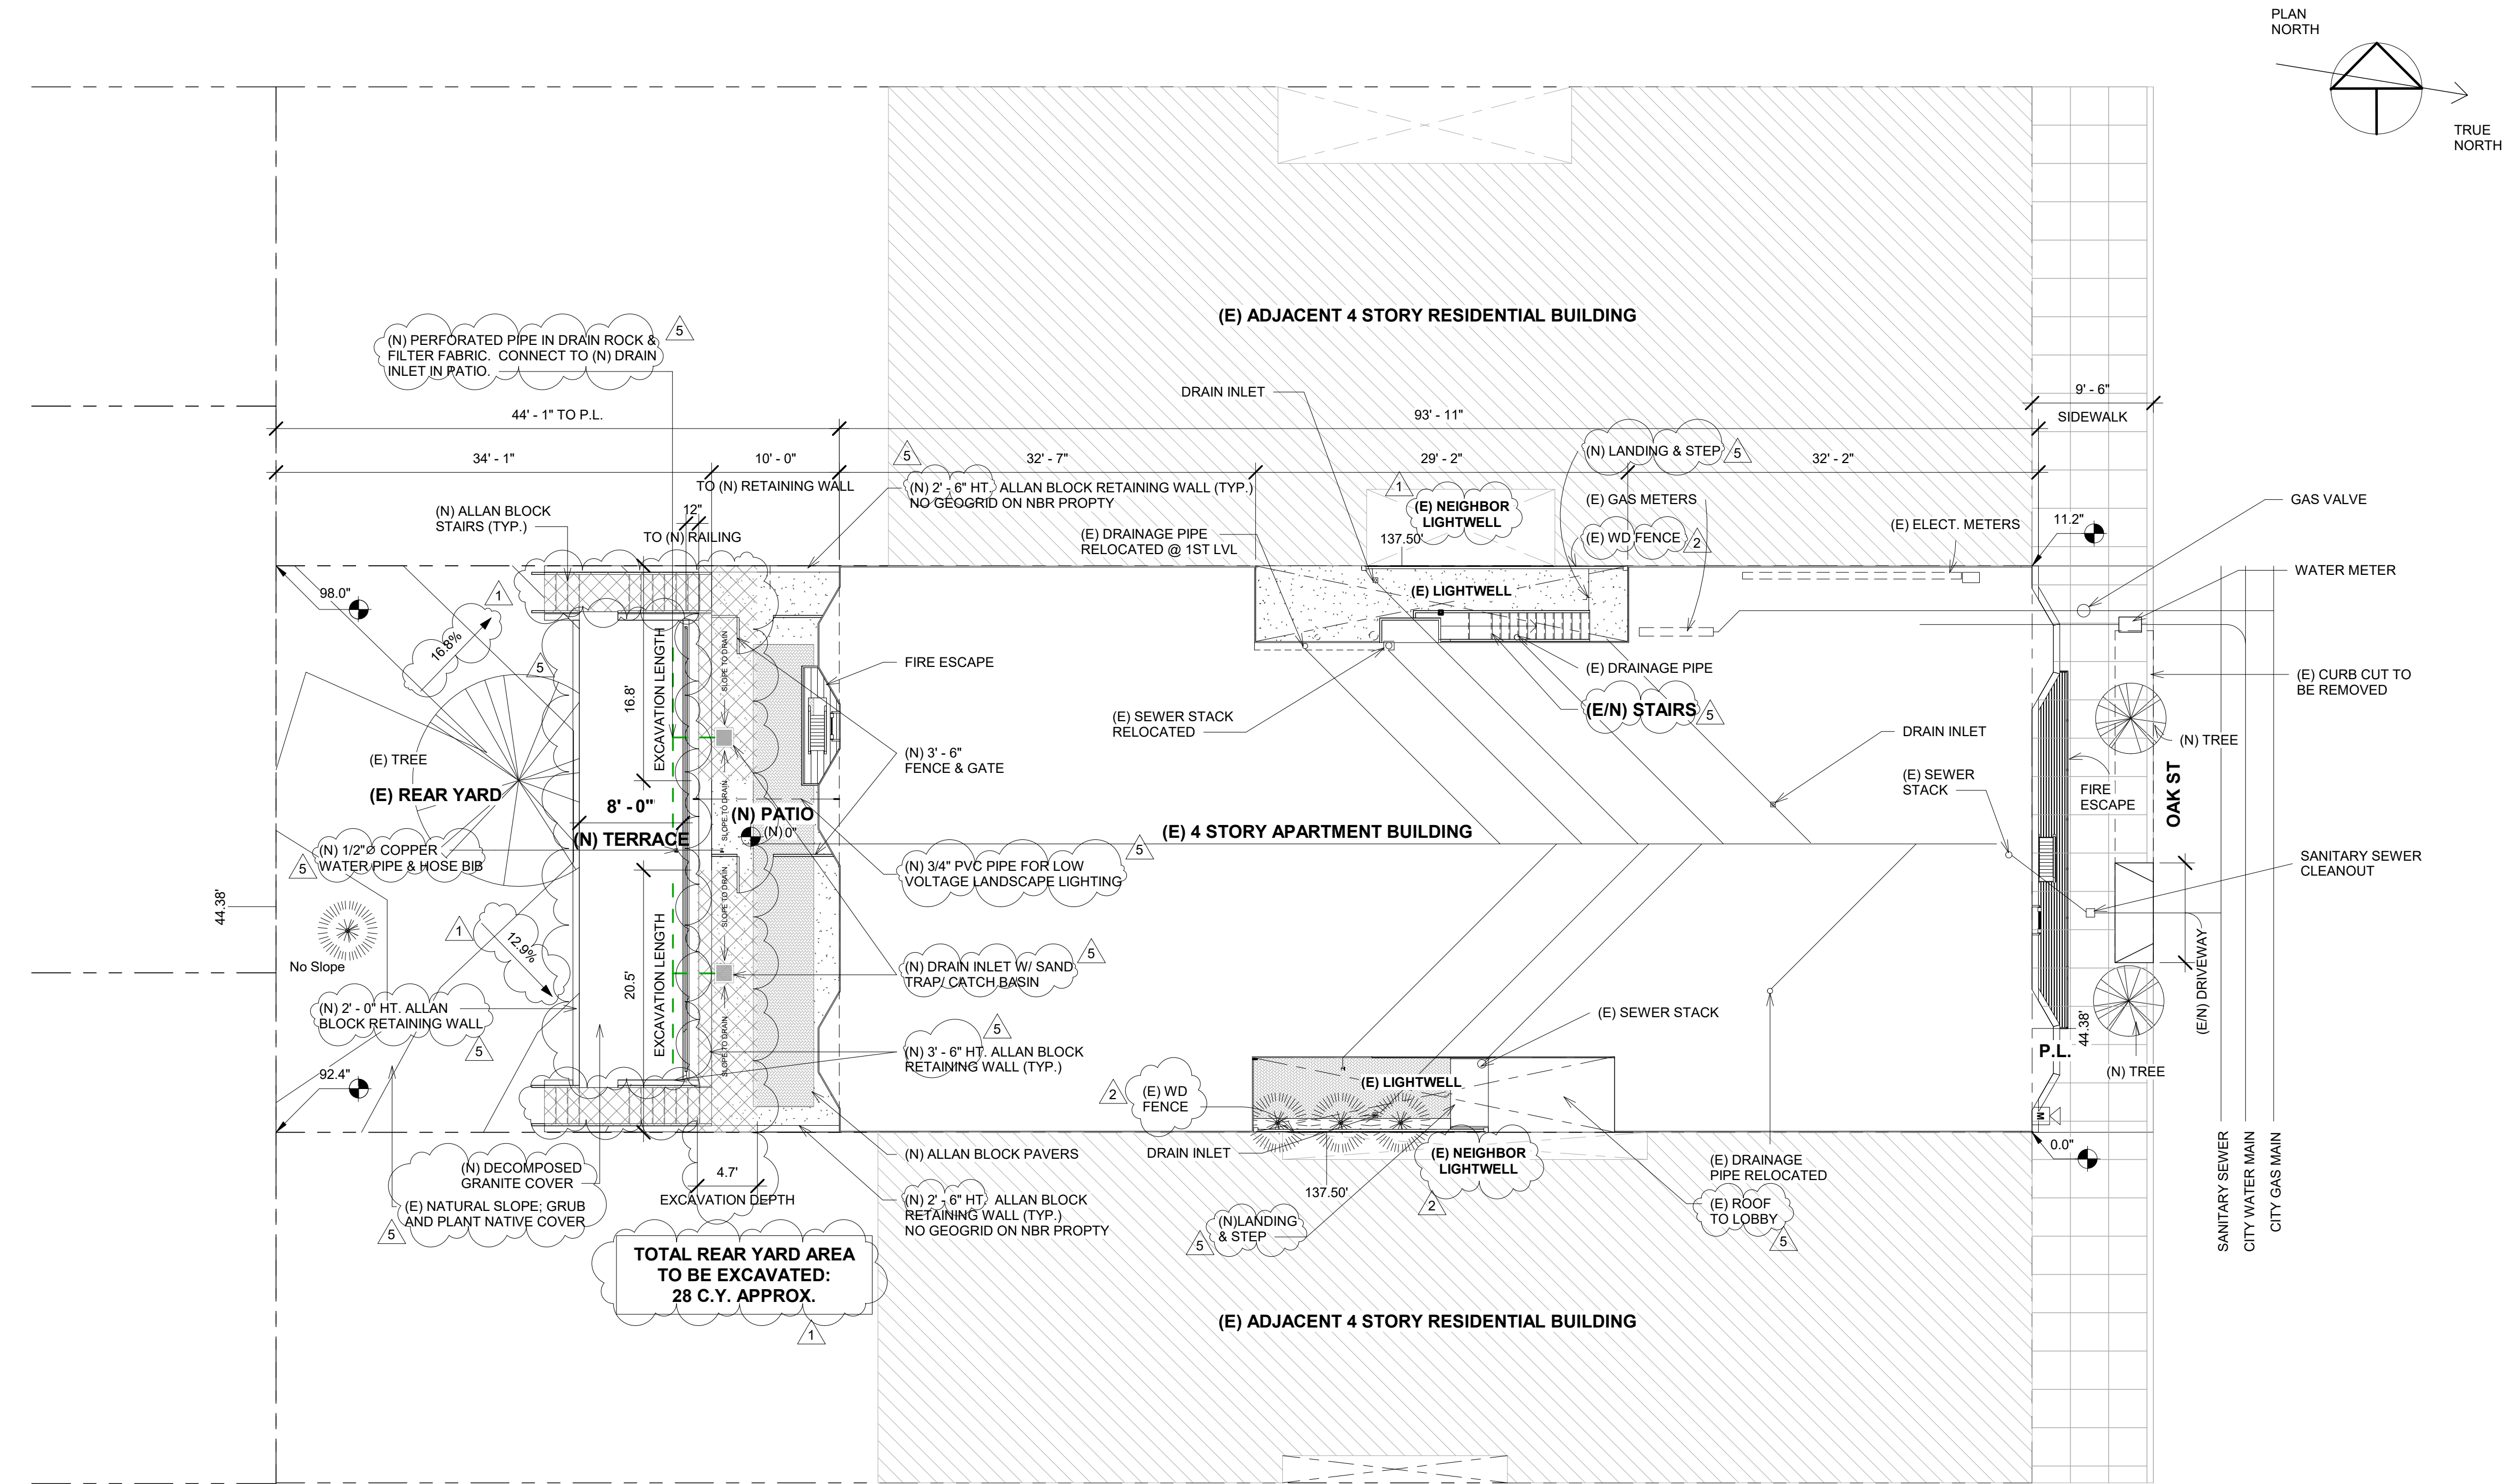 PLAN
NORTH
TRUE
NORTH
(E) ADJACENT 4 STORY RESIDENTIAL BUILDING
5
(N) PERFORATED PIPE IN DRAIN ROCK &
FILTER FABRIC. CONNECT TO (N) DRAIN
INLET IN PATIO.
DRAIN INLET
9' - 6"
SIDEWALK
44' - 1" TO P.L.
93' - 11"
34' - 1"
10' - 0"
TO (N) RETAINING WALL
32' - 7"
29' - 2"
32' - 2"
5
(N) 2' - 6" HT. ALLAN BLOCK RETAINING WALL (TYP.)
NO GEOGRID ON NBR PROPTY
(N) LANDING & STEP
5
1
(E) NEIGHBOR
LIGHTWELL
(E) GAS METERS
(E) WD FENCE
2
(E) ELECT. METERS
11.2"
GAS VALVE
(N) ALLAN BLOCK
STAIRS (TYP.)
12"
TO (N) RAILING
(E) DRAINAGE PIPE
RELOCATED @ 1ST LVL
137.50'
(E) LIGHTWELL
WATER METER
98.0"
1
16.8%
5
16.8'
EXCAVATION LENGTH
SLOPE TO DRAIN
FIRE ESCAPE
(E) DRAINAGE PIPE
(E/N) STAIRS
5
(E) SEWER STACK
RELOCATED
(E) CURB CUT TO
BE REMOVED
(N) TREE
DRAIN INLET
(E) SEWER
STACK
FIRE
ESCAPE
OAK ST
(E) TREE
(E) REAR YARD
(N) 3' - 6"
FENCE & GATE
8' - 0"
(N) TERRACE
SLOPE TO DRAIN
(N) PATIO
(N) 0"
(E) 4 STORY APARTMENT BUILDING
(N) 1/2"Ø COPPER
WATER PIPE & HOSE BIB
5
(N) 3/4" PVC PIPE FOR LOW
VOLTAGE LANDSCAPE LIGHTING
5
SANITARY SEWER
CLEANOUT
44.38'
1
12.9%
No Slope
20.5'
EXCAVATION LENGTH
SLOPE TO DRAIN
SLOPE TO DRAIN
(N) DRAIN INLET W/ SAND
TRAP/ CATCH BASIN
5
(E/N) DRIVEWAY
(N) 2' - 0" HT. ALLAN
BLOCK RETAINING WALL
5
5
(N) 3' - 6" HT. ALLAN BLOCK
RETAINING WALL (TYP.)
(E) SEWER STACK
44.38'
P.L.
(N) TREE
92.4"
2
(E) WD
FENCE
(E) LIGHTWELL
M
0.0"
(N) DECOMPOSED
GRANITE COVER
(E) NATURAL SLOPE; GRUB
AND PLANT NATIVE COVER
5
4.7'
EXCAVATION DEPTH
(N) ALLAN BLOCK PAVERS
(N) 2' - 6" HT. ALLAN BLOCK
RETAINING WALL (TYP.)
NO GEOGRID ON NBR PROPTY
DRAIN INLET
137.50'
(E) NEIGHBOR
LIGHTWELL
2
(N)LANDING
& STEP
5
(E) DRAINAGE
PIPE RELOCATED
(E) ROOF
TO LOBBY
5
SANITARY SEWER
CITY WATER MAIN
CITY GAS MAIN
TOTAL REAR YARD AREA
TO BE EXCAVATED:
28 C.Y. APPROX.
1
(E) ADJACENT 4 STORY RESIDENTIAL BUILDING